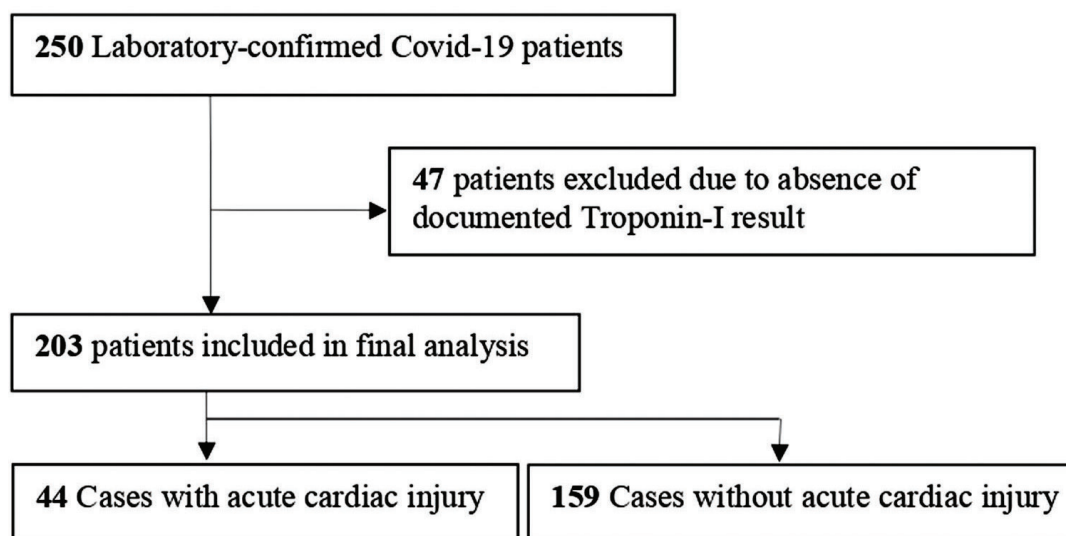 250 Laboratory-confirmed Covid-19 patients
47 patients excluded due to absence of
documented Troponin-I result
203 patients included in final analysis
44 Cases with acute cardiac injury
159 Cases without acute cardiac injury